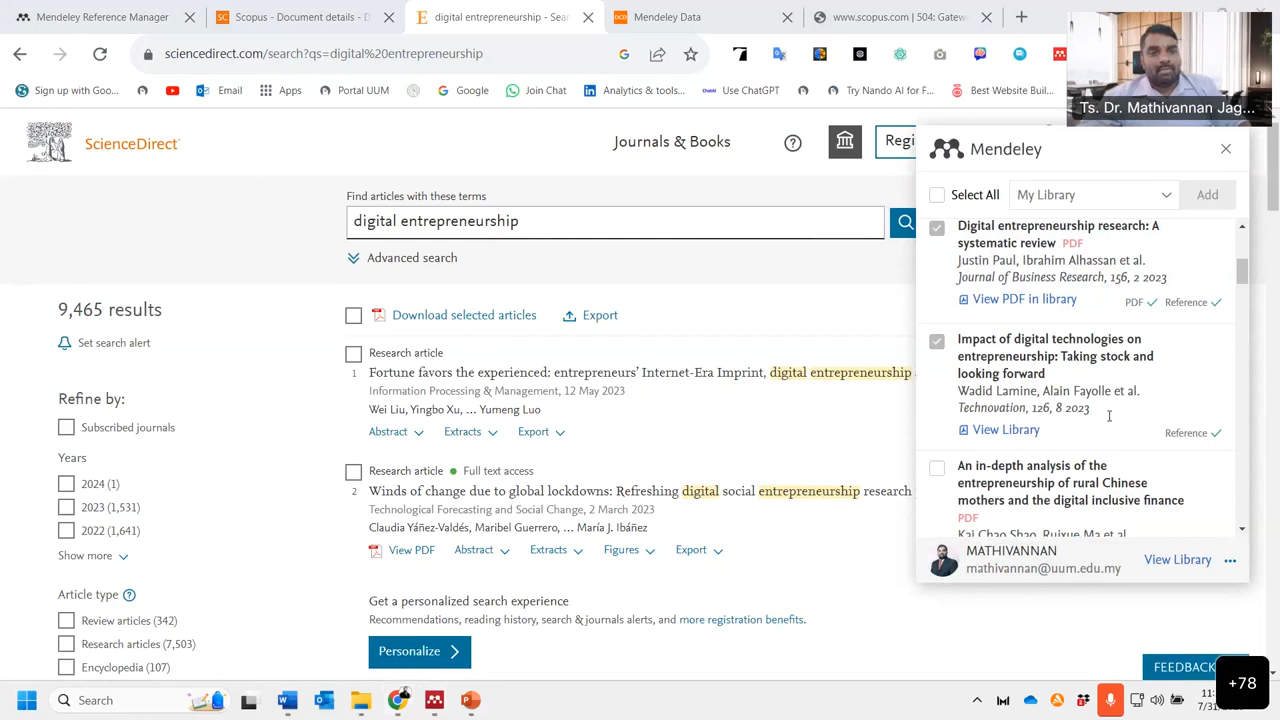 Mendeley Reference Manager
Scopus - Document details
digital entrepreneurship - Sea
Mendeley Data
www.scopus.com | 504: Gatew
sciencedirect.com/search?qs=digital%20entrepreneurship
Sign up with Goo...
Email
Apps
Portal UUM
Google
Join Chat
Analytics & tools...
Use ChatGPT
Try Nando AI for F...
Best Website Buil...
Ts. Dr. Mathivannan Jag...
ScienceDirect
Journals & Books
Regi
Find articles with these terms
digital entrepreneurship
Advanced search
9,465 results
Set search alert
Refine by:
Subscribed journals
Years
2024 (1)
2023 (1,531)
2022 (1,641)
Show more
Article type
Review articles (342)
Research articles (7,503)
Encyclopedia (107)
Download selected articles
Export
Research article
1 Fortune favors the experienced: entrepreneurs' Internet-Era Imprint, digital entrepreneurship
Information Processing & Management, 12 May 2023
Wei Liu, Yingbo Xu, ... Yumeng Luo
Abstract Extracts Export
Research article Full text access
2 Winds of change due to global lockdowns: Refreshing digital social entrepreneurship research
Technological Forecasting and Social Change, 2 March 2023
Claudia Yáñez-Valdés, Maribel Guerrero, ... María J. Ibáñez
View PDF Abstract Extracts Figures Export
Get a personalized search experience
Recommendations, reading history, search & journals alerts, and more registration benefits.
Personalize
FEEDBACK
Mendeley
Select All
My Library
Add
Digital entrepreneurship research: A
systematic review PDF
Justin Paul, Ibrahim Alhassan et al.
Journal of Business Research, 156, 2 2023
View PDF in library
PDF Reference
Impact of digital technologies on
entrepreneurship: Taking stock and
looking forward
Wadid Lamine, Alain Fayolle et al.
Technovation, 126, 8 2023
View Library
Reference
An in-depth analysis of the
entrepreneurship of rural Chinese
mothers and the digital inclusive finance
PDF
Kai Chao Shao, Ruixue Ma et al.
MATHIVANNAN
mathivannan@uum.edu.my
View Library
Search
11:
7/31/
+78